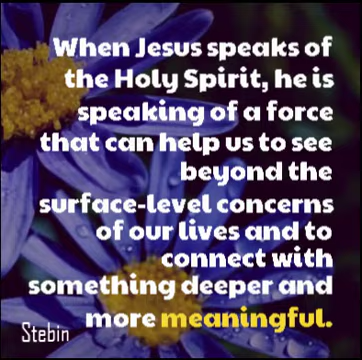 When Jesus speaks of
the Holy Spirit, he is
speaking of a force
that can help us to see
beyond the
surface-level concerns
of our lives and to
connect with
something deeper and
more meaningful.
Stebin